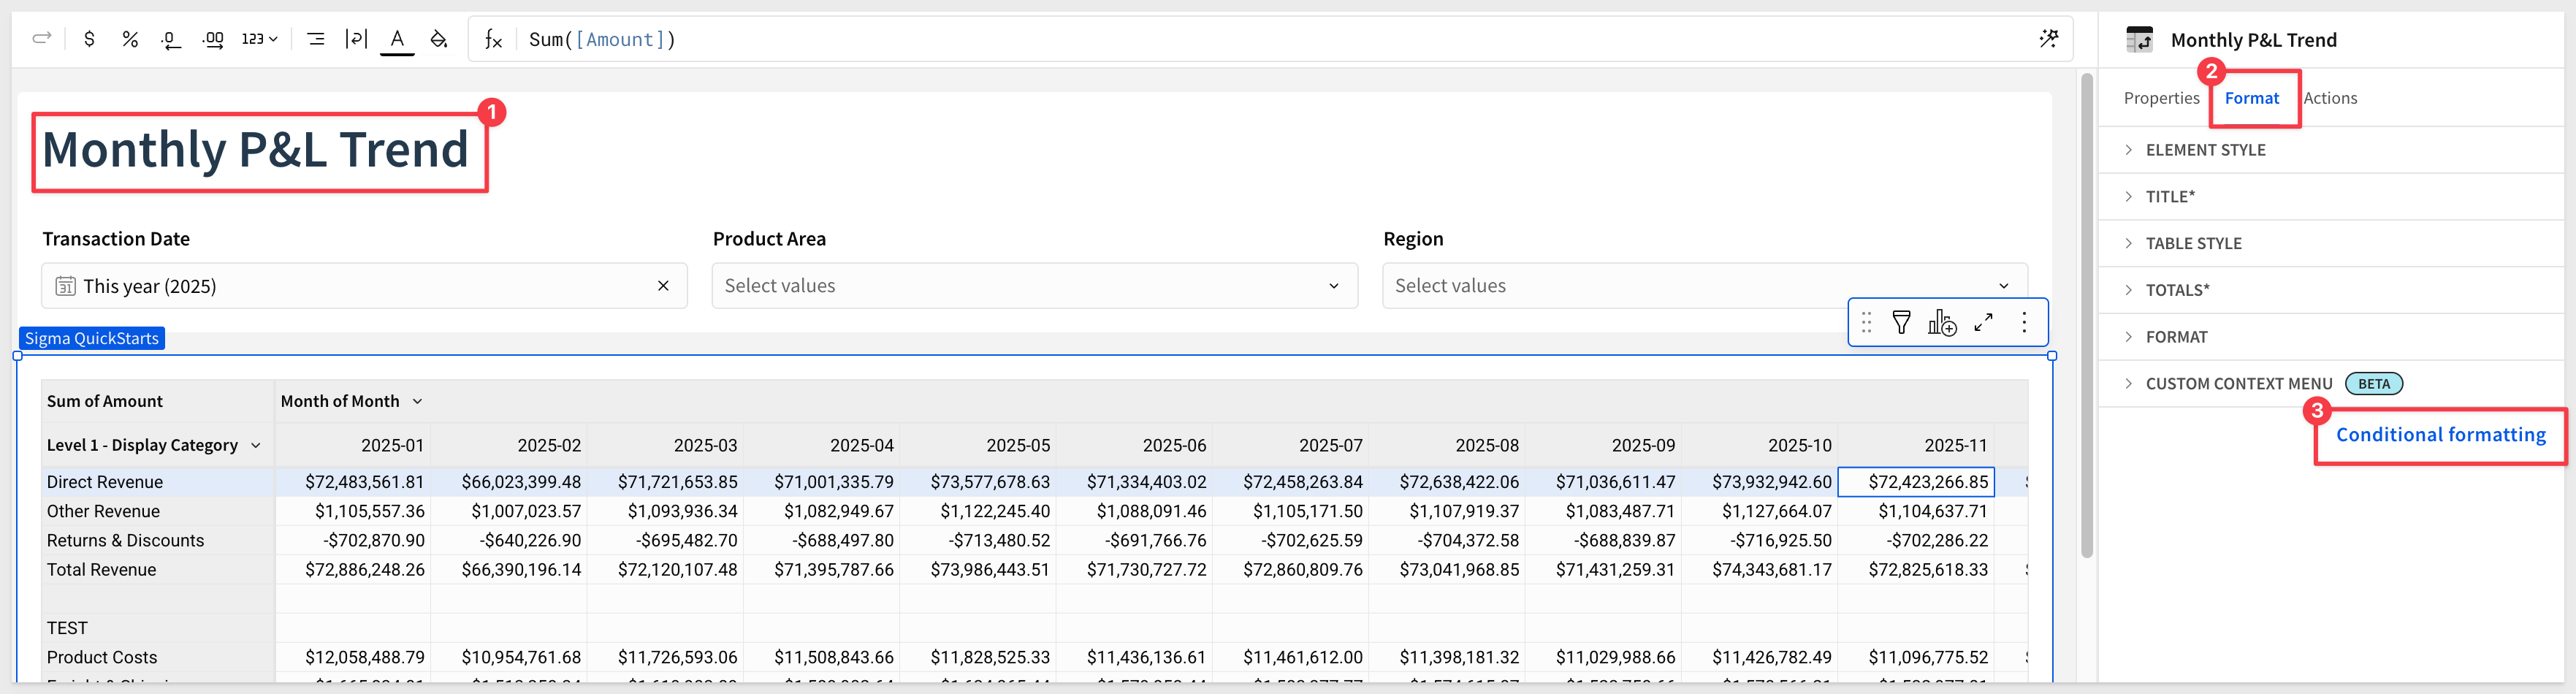 $ % .0 .00 123 A fx Sum([Amount])
Monthly P&L Trend
2
Properties Format Actions
1
Monthly P&L Trend
ELEMENT STYLE
TITLE*
TABLE STYLE
TOTALS*
FORMAT
CUSTOM CONTEXT MENU BETA
3
Conditional formatting
Transaction Date Product Area Region
31 This year (2025) Select values Select values
Sigma QuickStarts
Sum of Amount Month of Month
Level 1 - Display Category 2025-01 2025-02 2025-03 2025-04 2025-05 2025-06 2025-07 2025-08 2025-09 2025-10 2025-11
Direct Revenue $72,483,561.81 $66,023,399.48 $71,721,653.85 $71,001,335.79 $73,577,678.63 $71,334,403.02 $72,458,263.84 $72,638,422.06 $71,036,611.47 $73,932,942.60 $72,423,266.85
Other Revenue $1,105,557.36 $1,007,023.57 $1,093,936.34 $1,082,949.67 $1,122,245.40 $1,088,091.46 $1,105,171.50 $1,107,919.37 $1,083,487.71 $1,127,664.07 $1,104,637.71
Returns & Discounts -$702,870.90 -$640,226.90 -$695,482.70 -$688,497.80 -$713,480.52 -$691,766.76 -$702,625.59 -$704,372.58 -$688,839.87 -$716,925.50 -$702,286.22
Total Revenue $72,886,248.26 $66,390,196.14 $72,120,107.48 $71,395,787.66 $73,986,443.51 $71,730,727.72 $72,860,809.76 $73,041,968.85 $71,431,259.31 $74,343,681.17 $72,825,618.33
TEST
Product Costs $12,058,488.79 $10,954,761.68 $11,726,593.06 $11,508,843.66 $11,828,525.33 $11,436,136.61 $11,461,612.00 $11,398,181.32 $11,029,988.66 $11,426,782.49 $11,096,775.52